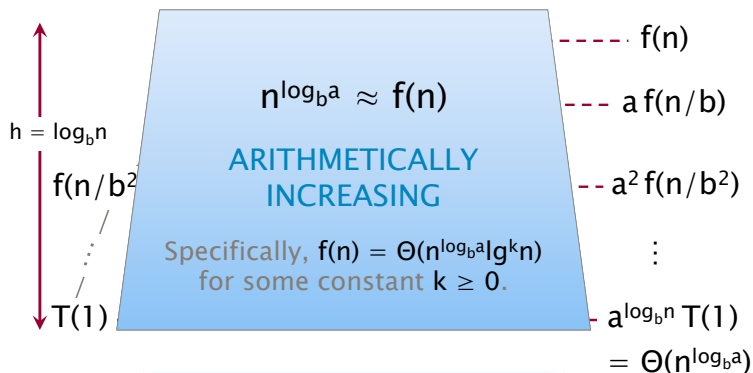 f(n)
n^{log_b a} ≈ f(n)
a f(n/b)
h = log_b n
ARITHMETICALLY
INCREASING
f(n/b²
a² f(n/b²)
Specifically, f(n) = Θ(n^{log_b a} lg^k n)
for some constant k ≥ 0.
⋮
T(1)
a^{log_b n} T(1)
= Θ(n^{log_b a})